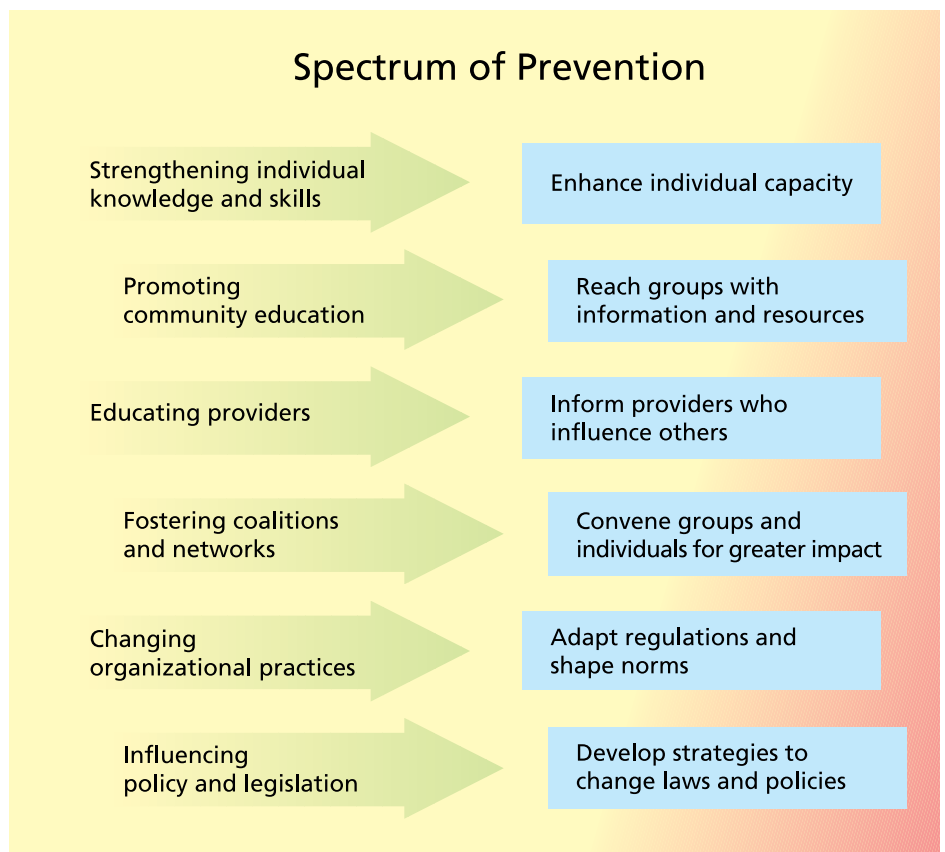 Spectrum of Prevention
Strengthening individual
knowledge and skills
Enhance individual capacity
Promoting
community education
Reach groups with
information and resources
Educating providers
Inform providers who
influence others
Fostering coalitions
and networks
Convene groups and
individuals for greater impact
Changing
organizational practices
Adapt regulations and
shape norms
Influencing
policy and legislation
Develop strategies to
change laws and policies